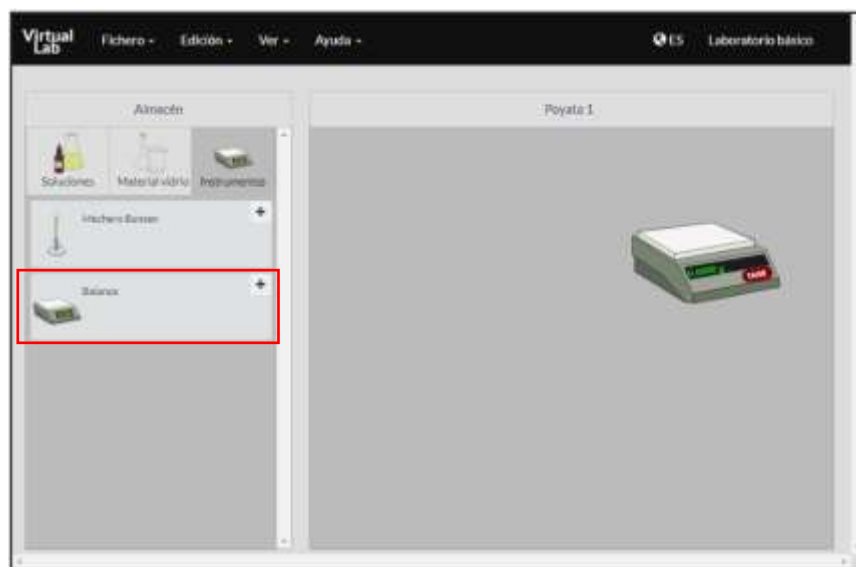 Virtual Lab Fichero Edición Ver Ayuda ES Laboratorio básico
Almacén
Poyata 1
Soluciones Material vidrio Instrumentos
Mechero Bunsen
Balanza
TARE